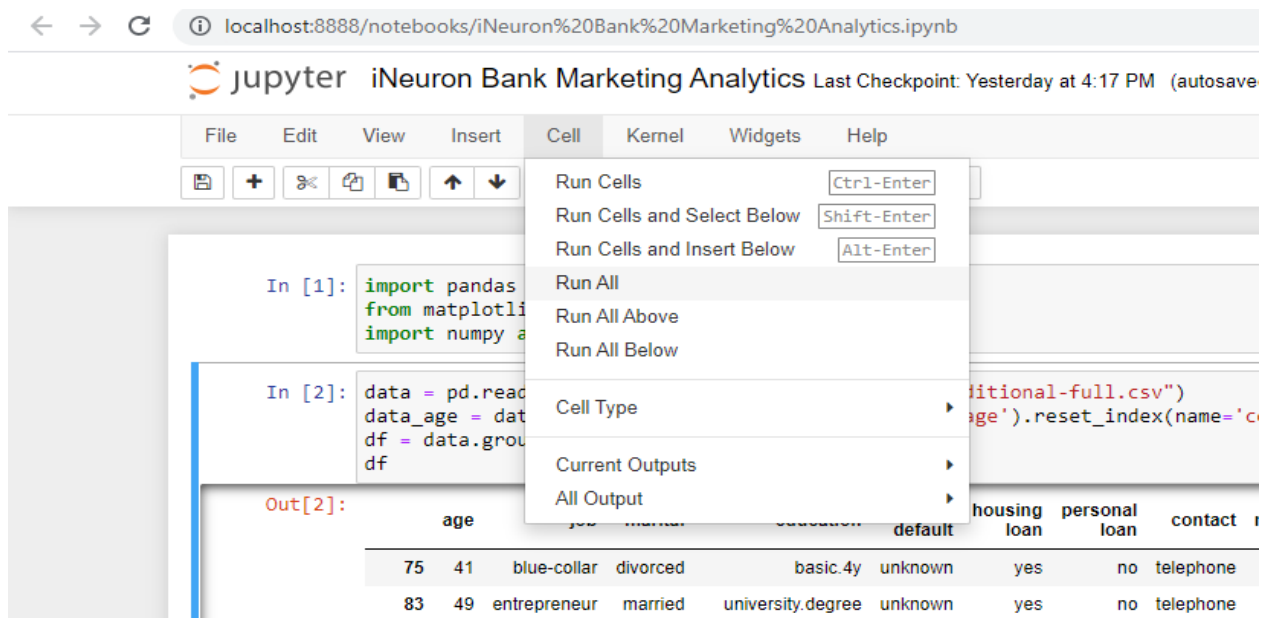 localhost:8888/notebooks/iNeuron%20Bank%20Marketing%20Analytics.ipynb
jupyter iNeuron Bank Marketing Analytics Last Checkpoint: Yesterday at 4:17 PM (autosave
File Edit View Insert Cell Kernel Widgets Help
Run Cells Ctrl-Enter
Run Cells and Select Below Shift-Enter
Run Cells and Insert Below Alt-Enter
Run All
Run All Above
Run All Below
Cell Type
Current Outputs
All Output
In [1]: import pandas
from matplotli
import numpy a
In [2]: data = pd.read ditional-full.csv")
data_age = dat age').reset_index(name='c
df = data.grou
df
Out[2]:
age job marital education default housing loan personal loan contact
75 41 blue-collar divorced basic.4y unknown yes no telephone
83 49 entrepreneur married university.degree unknown yes no telephone